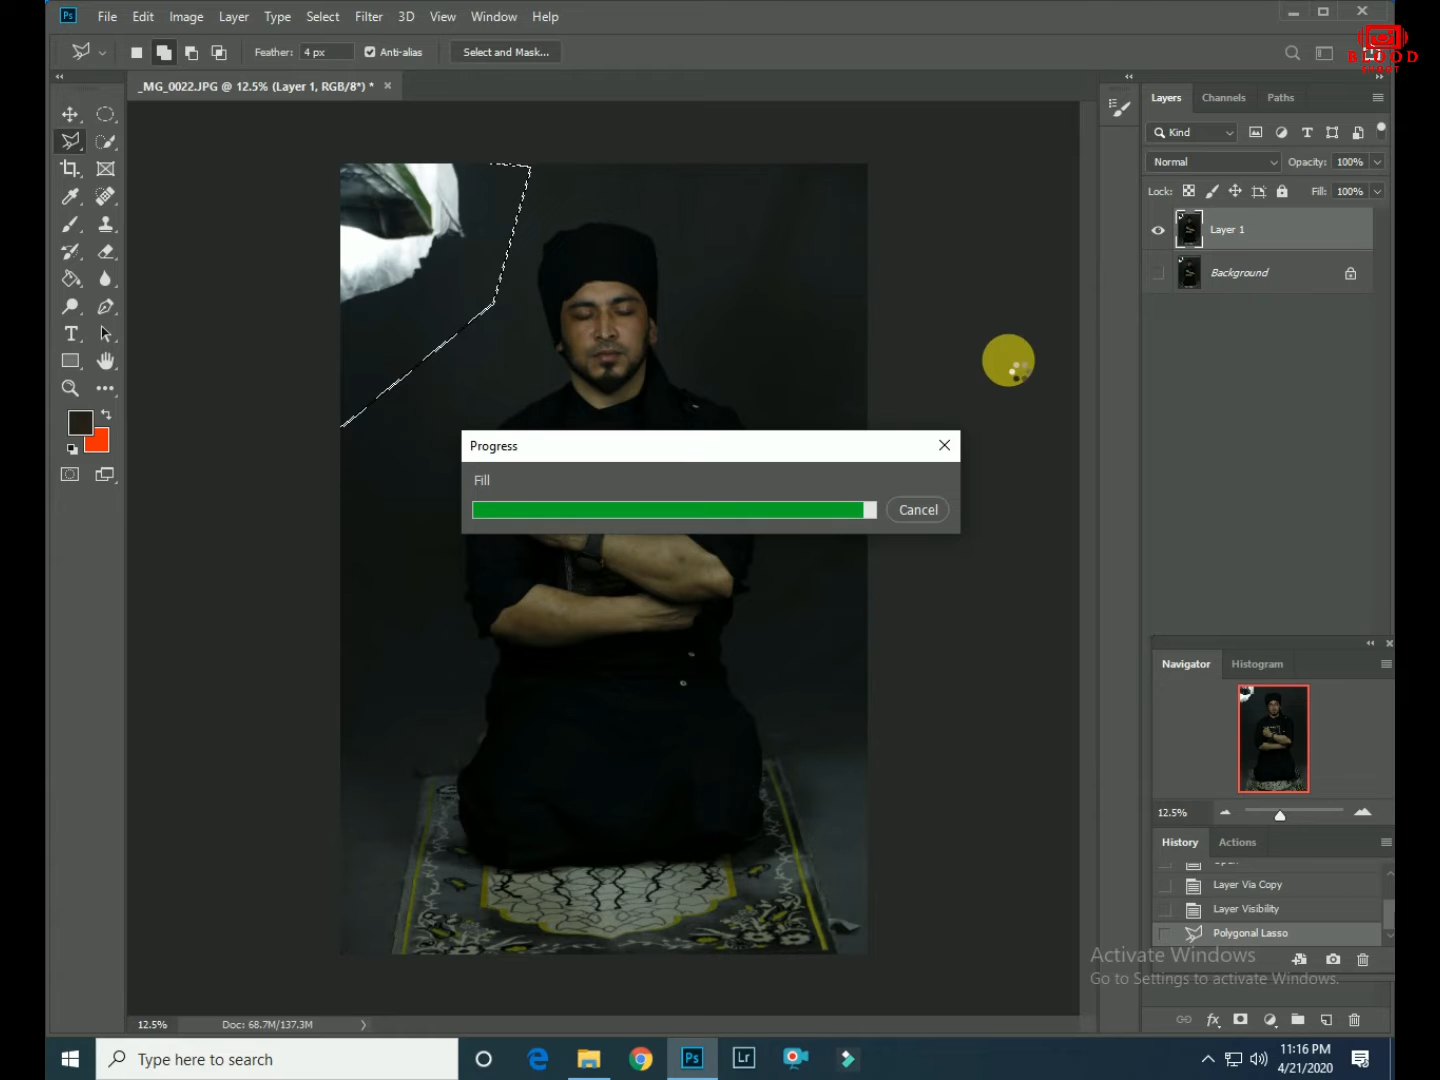 Ps File Edit Image Layer Type Select Filter 3D View Window Help
Feather: 4 px Anti-alias Select and Mask...
BLOOD
_MG_0022.JPG @ 12.5% (Layer 1, RGB/8*) * ×
Layers Channels Paths
Kind
Normal Opacity: 100%
Lock: Fill: 100%
Layer 1
Background
Progress
Fill
Cancel
Navigator Histogram
12.5%
History Actions
Layer Via Copy
Layer Visibility
Polygonal Lasso
Activate Windows
Go to Settings to activate Windows.
12.5% Doc: 68.7M/137.3M
Type here to search
Ps Lr
11:16 PM
4/21/2020